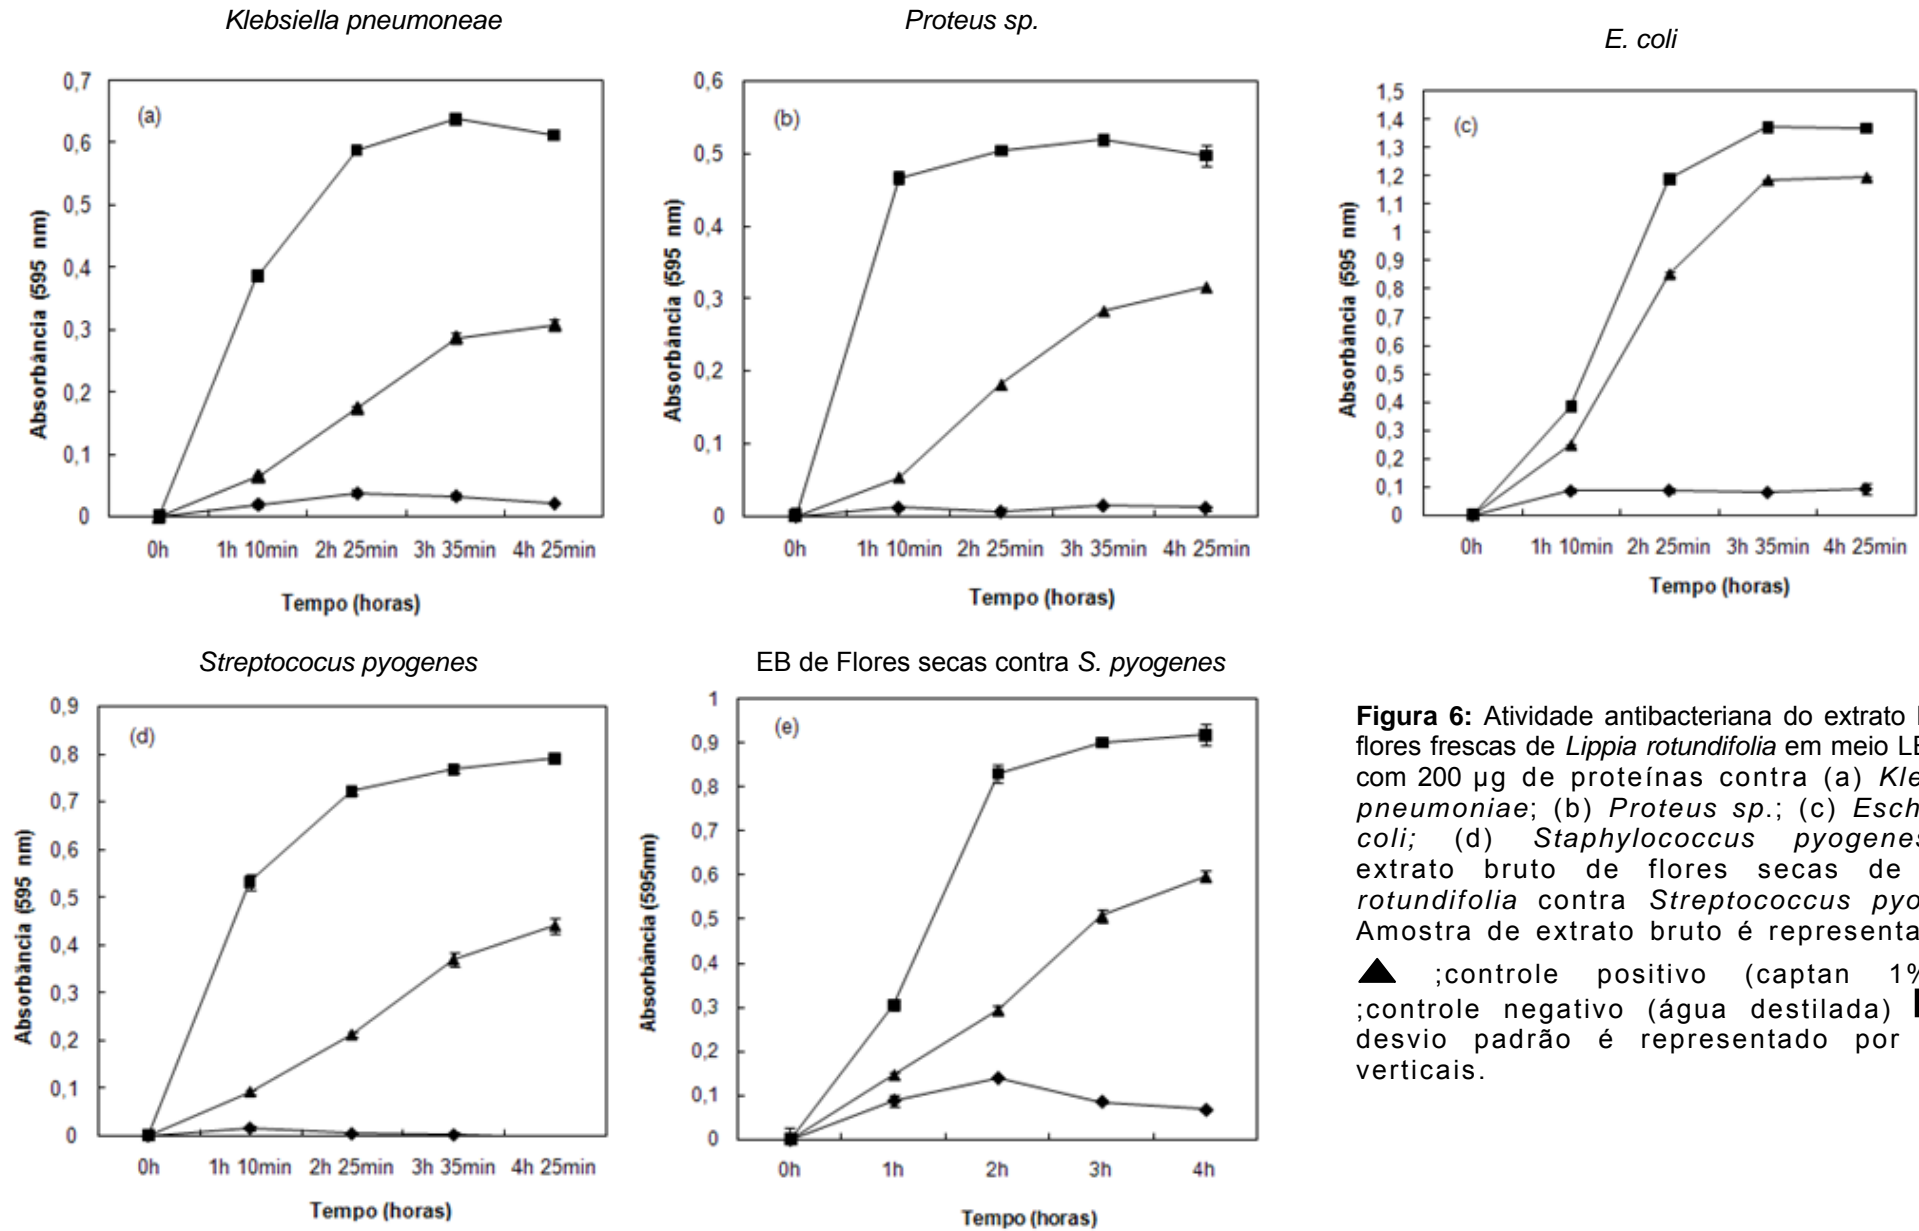 Klebsiella pneumoneae
(a)
0,7
0,6
0,5
0,4
0,3
0,2
0,1
0
Absorbância (595 nm)
0h 1h 10min 2h 25min 3h 35min 4h 25min
Tempo (horas)
Proteus sp.
(b)
0,6
0,5
0,4
0,3
0,2
0,1
0
Absorbância (595 nm)
0h 1h 10min 2h 25min 3h 35min 4h 25min
Tempo (horas)
E. coli
(c)
1,5
1,4
1,3
1,2
1,1
1
0,9
0,8
0,7
0,6
0,5
0,4
0,3
0,2
0,1
0
Absorbância (595 nm)
0h 1h 10min 2h 25min 3h 35min 4h 25min
Tempo (horas)
Streptococus pyogenes
(d)
0,9
0,8
0,7
0,6
0,5
0,4
0,3
0,2
0,1
0
Absorbância (595 nm)
0h 1h 10min 2h 25min 3h 35min 4h 25min
Tempo (horas)
EB de Flores secas contra S. pyogenes
(e)
1
0,9
0,8
0,7
0,6
0,5
0,4
0,3
0,2
0,1
0
Absorbância (595nm)
0h 1h 2h 3h 4h
Tempo (horas)
Figura 6: Atividade antibacteriana do extrato
flores frescas de Lippia rotundifolia em meio
com 200 µg de proteínas contra (a) Kle
pneumoniae; (b) Proteus sp.; (c) Esch
coli; (d) Staphylococcus pyogenes
extrato bruto de flores secas de
rotundifolia contra Streptococcus pyo
Amostra de extrato bruto é representa
▲ ;controle positivo (captan 1%
;controle negativo (água destilada)
desvio padrão é representado por
verticais.